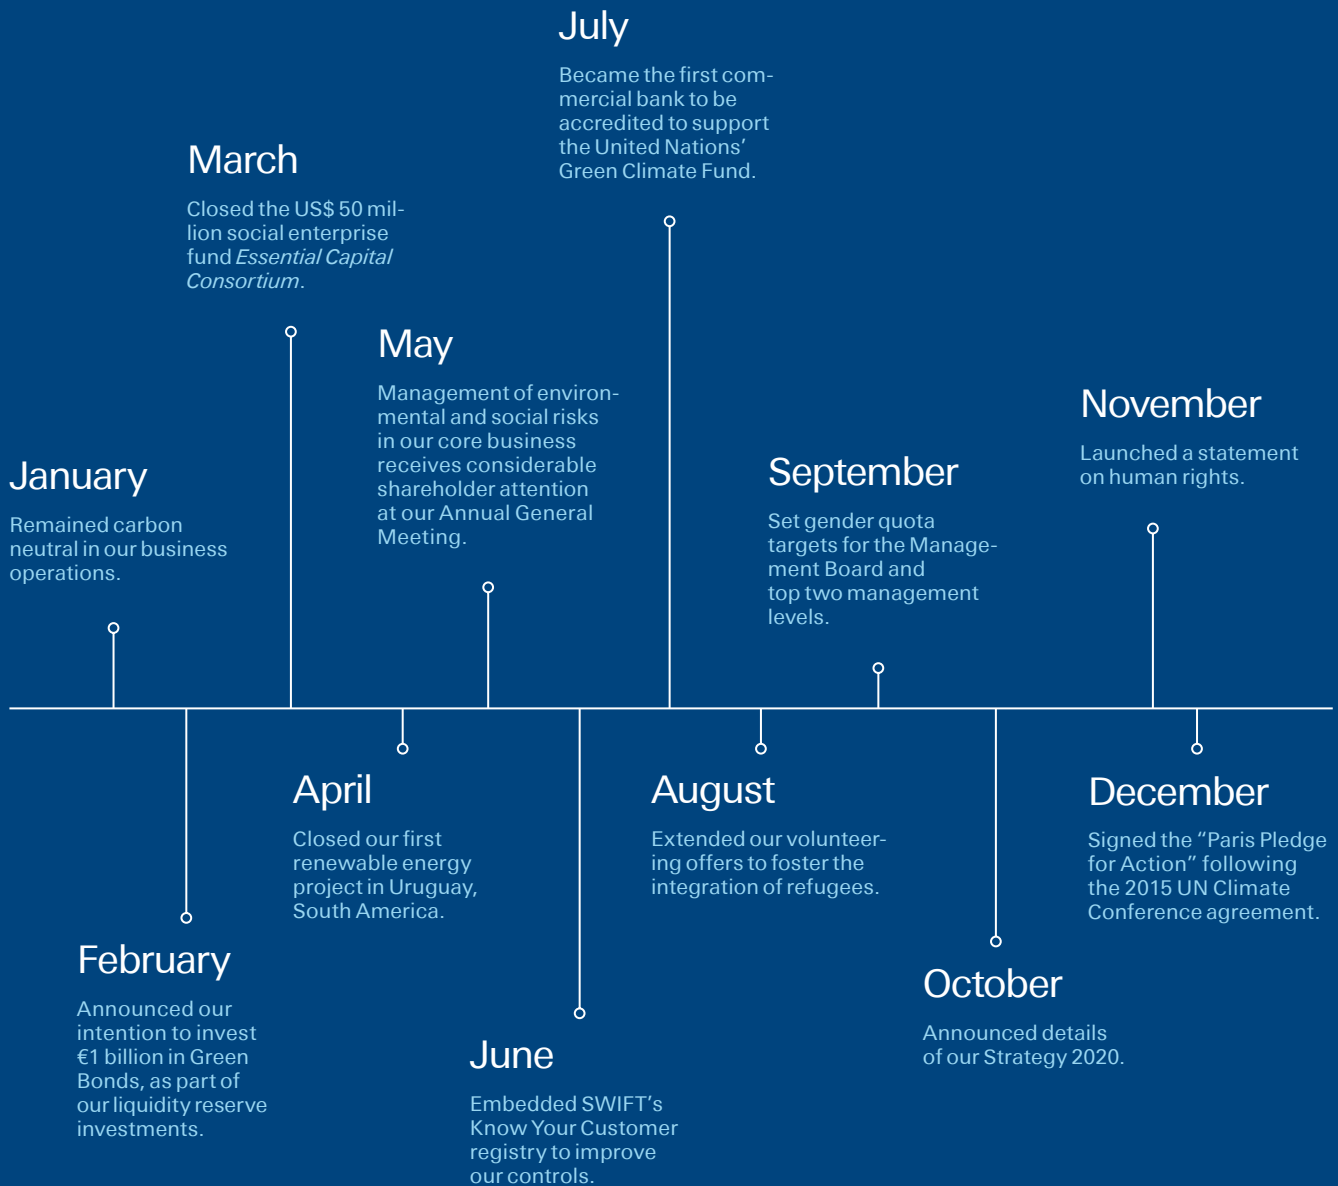 January
Remained carbon
neutral in our business
operations.
February
Announced our
intention to invest
€1 billion in Green
Bonds, as part of
our liquidity reserve
investments.
March
Closed the US$ 50 mil-
lion social enterprise
fund Essential Capital
Consortium.
April
Closed our first
renewable energy
project in Uruguay,
South America.
May
Management of environ-
mental and social risks
in our core business
receives considerable
shareholder attention
at our Annual General
Meeting.
June
Embedded SWIFT’s
Know Your Customer
registry to improve
our controls.
July
Became the first com-
mercial bank to be
accredited to support
the United Nations’
Green Climate Fund.
August
Extended our volunteer-
ing offers to foster the
integration of refugees.
September
Set gender quota
targets for the Manage-
ment Board and
top two management
levels.
October
Announced details
of our Strategy 2020.
November
Launched a statement
on human rights.
December
Signed the “Paris Pledge
for Action” following
the 2015 UN Climate
Conference agreement.